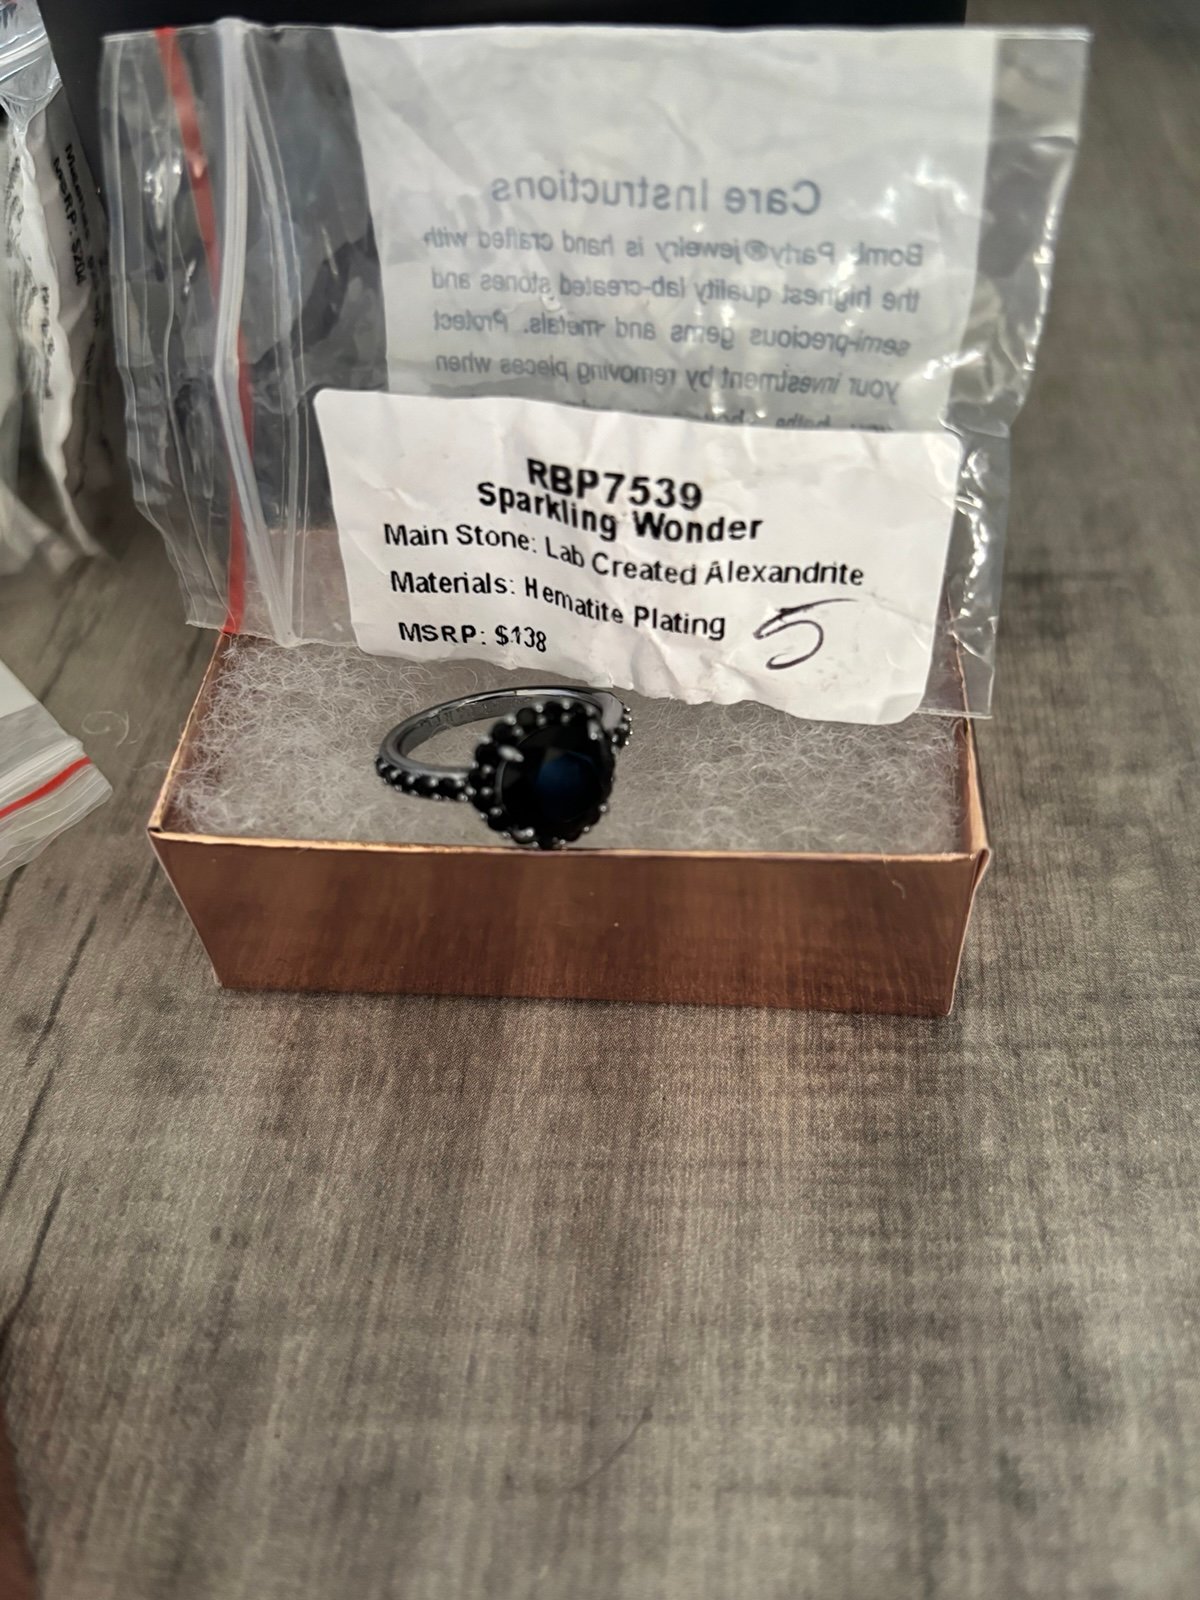 Care Instructions
Bomb Party® jewelry is hand crafted with
the highest quality lab-created stones and
semi-precious gems and metals. Protect
your investment by removing pieces when
RBP7539
Sparkling Wonder
Main Stone: Lab Created Alexandrite
Materials: Hematite Plating
5
MSRP: $138
MSRP: $204